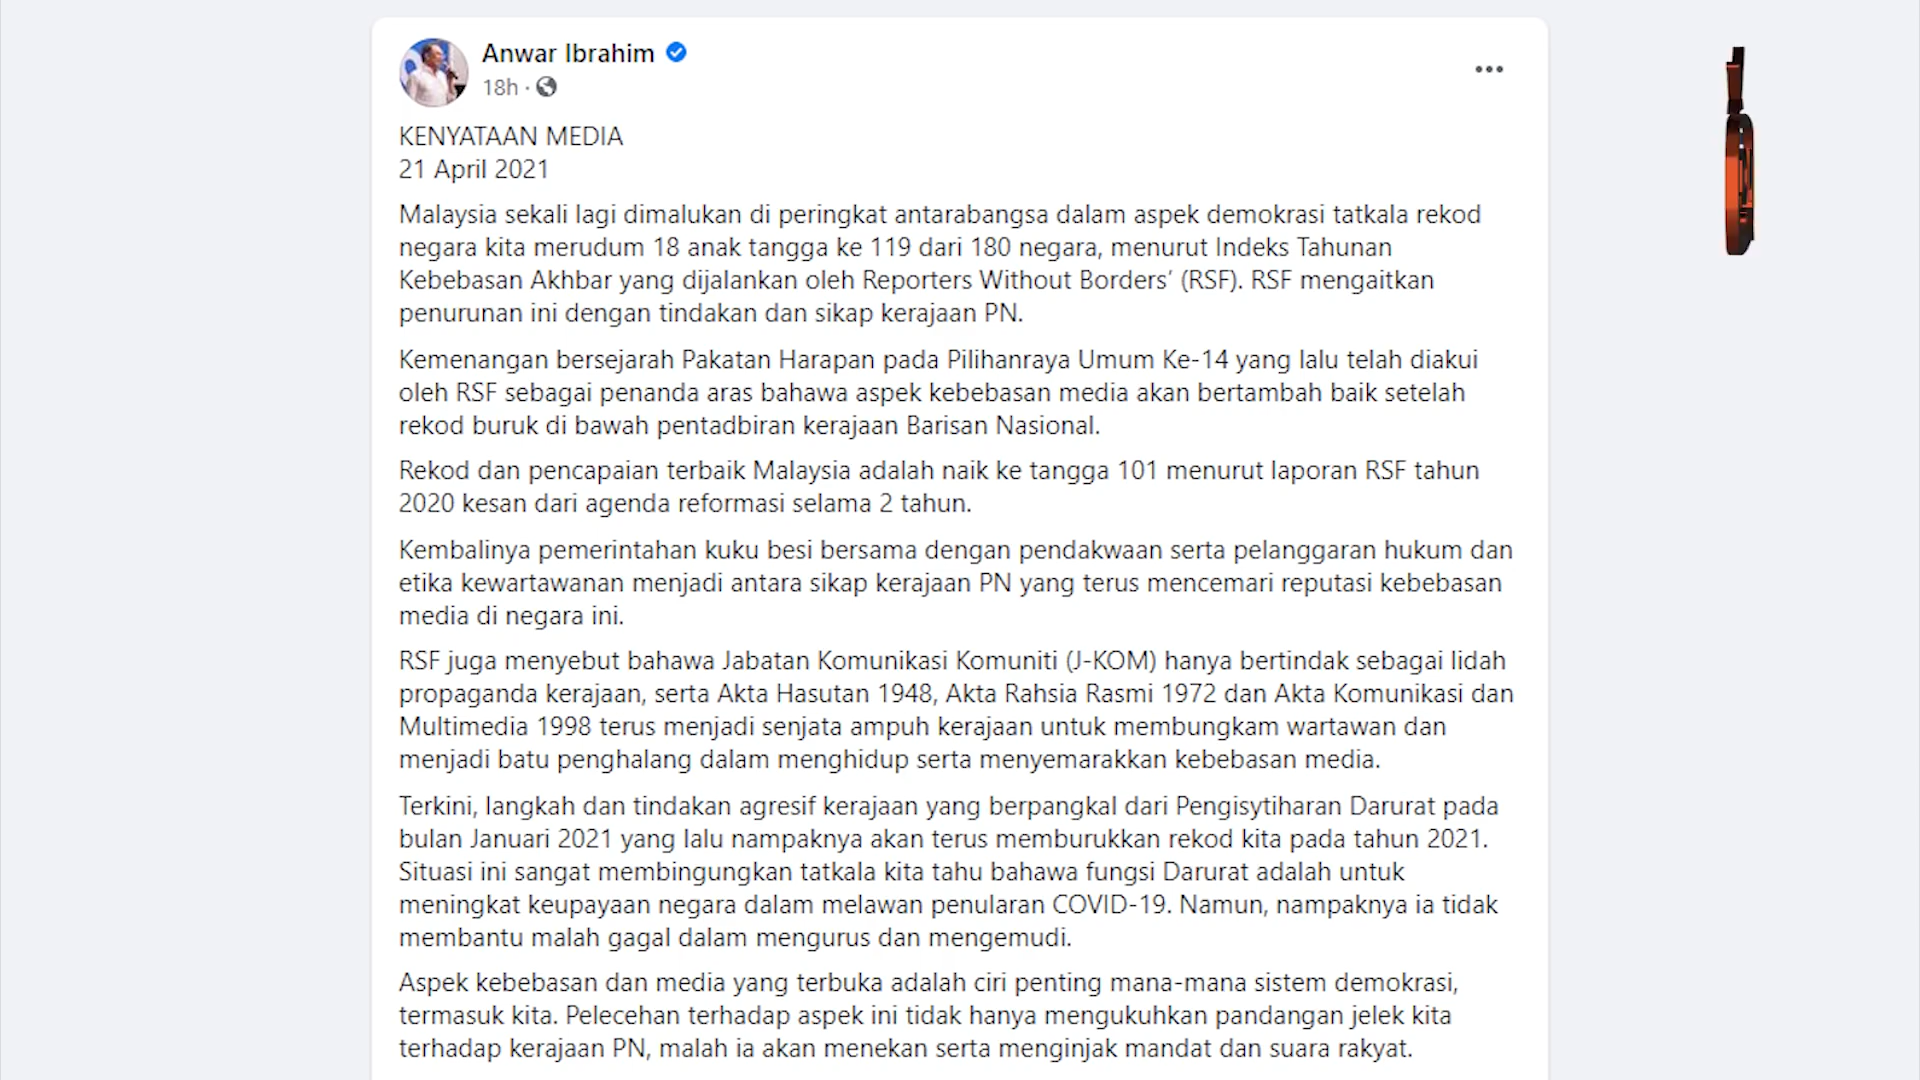 Anwar Ibrahim
18h ·
KENYATAAN MEDIA
21 April 2021
Malaysia sekali lagi dimalukan di peringkat antarabangsa dalam aspek demokrasi tatkala rekod
negara kita merudum 18 anak tangga ke 119 dari 180 negara, menurut Indeks Tahunan
Kebebasan Akhbar yang dijalankan oleh Reporters Without Borders’ (RSF). RSF mengaitkan
penurunan ini dengan tindakan dan sikap kerajaan PN.
Kemenangan bersejarah Pakatan Harapan pada Pilihanraya Umum Ke-14 yang lalu telah diakui
oleh RSF sebagai penanda aras bahawa aspek kebebasan media akan bertambah baik setelah
rekod buruk di bawah pentadbiran kerajaan Barisan Nasional.
Rekod dan pencapaian terbaik Malaysia adalah naik ke tangga 101 menurut laporan RSF tahun
2020 kesan dari agenda reformasi selama 2 tahun.
Kembalinya pemerintahan kuku besi bersama dengan pendakwaan serta pelanggaran hukum dan
etika kewartawanan menjadi antara sikap kerajaan PN yang terus mencemari reputasi kebebasan
media di negara ini.
RSF juga menyebut bahawa Jabatan Komunikasi Komuniti (J-KOM) hanya bertindak sebagai lidah
propaganda kerajaan, serta Akta Hasutan 1948, Akta Rahsia Rasmi 1972 dan Akta Komunikasi dan
Multimedia 1998 terus menjadi senjata ampuh kerajaan untuk membungkam wartawan dan
menjadi batu penghalang dalam menghidup serta menyemarakkan kebebasan media.
Terkini, langkah dan tindakan agresif kerajaan yang berpangkal dari Pengisytiharan Darurat pada
bulan Januari 2021 yang lalu nampaknya akan terus memburukkan rekod kita pada tahun 2021.
Situasi ini sangat membingungkan tatkala kita tahu bahawa fungsi Darurat adalah untuk
meningkat keupayaan negara dalam melawan penularan COVID-19. Namun, nampaknya ia tidak
membantu malah gagal dalam mengurus dan mengemudi.
Aspek kebebasan dan media yang terbuka adalah ciri penting mana-mana sistem demokrasi,
termasuk kita. Pelecehan terhadap aspek ini tidak hanya mengukuhkan pandangan jelek kita
terhadap kerajaan PN, malah ia akan menekan serta menginjak mandat dan suara rakyat.